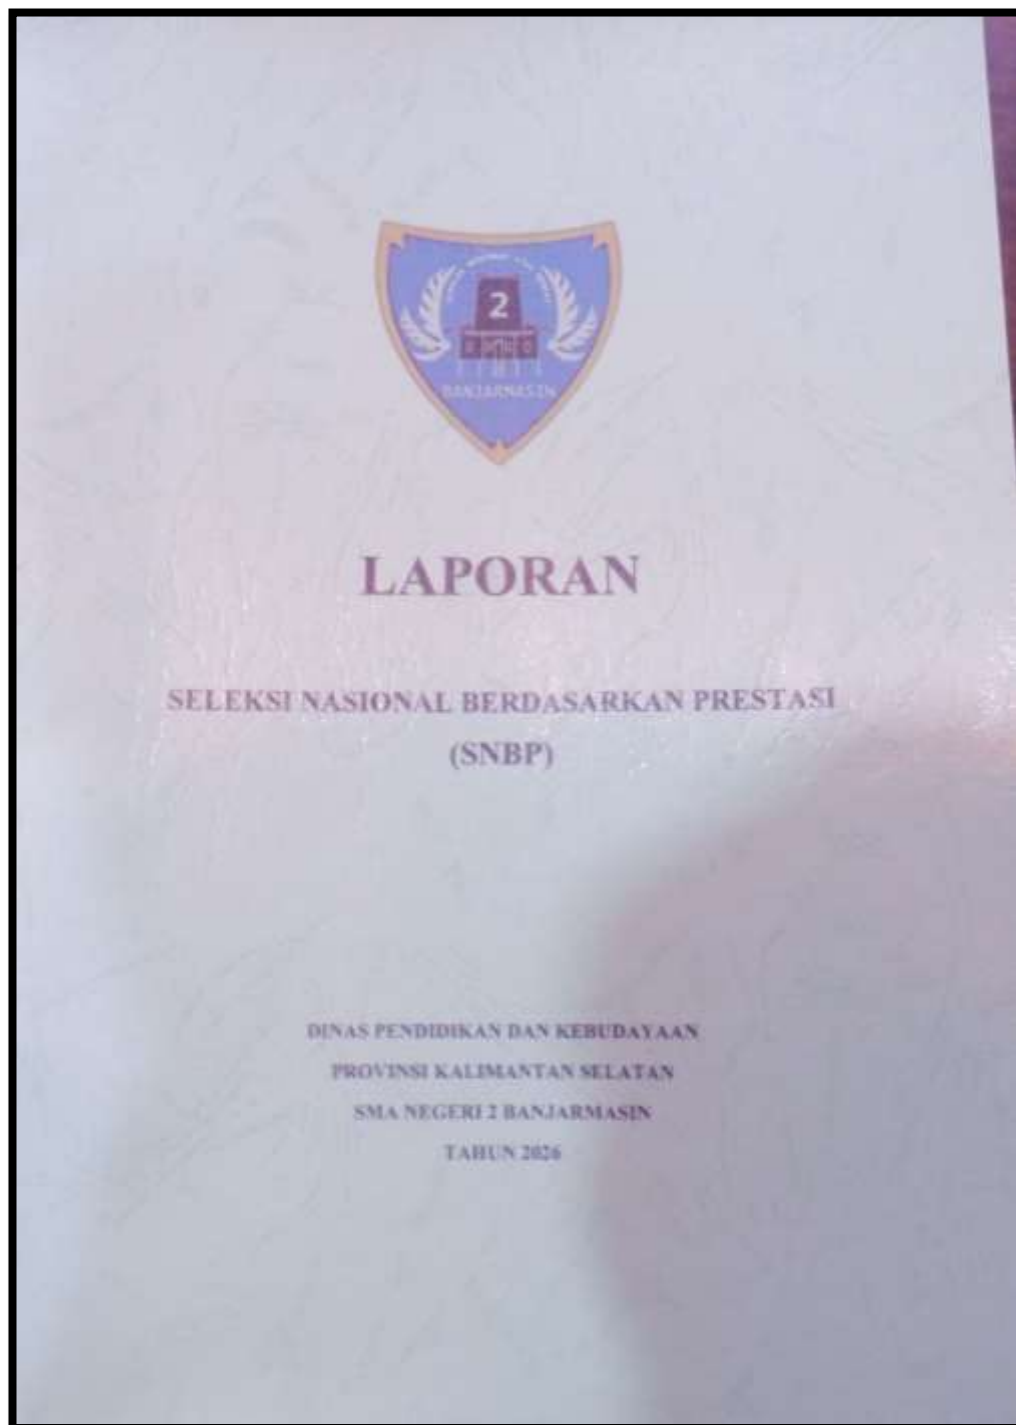 2
BANJARMASIN
LAPORAN
SELEKSI NASIONAL BERDASARKAN PRESTASI
(SNBP)
DINAS PENDIDIKAN DAN KEBUDAYAAN
PROVINSI KALIMANTAN SELATAN
SMA NEGERI 2 BANJARMASIN
TAHUN 2026